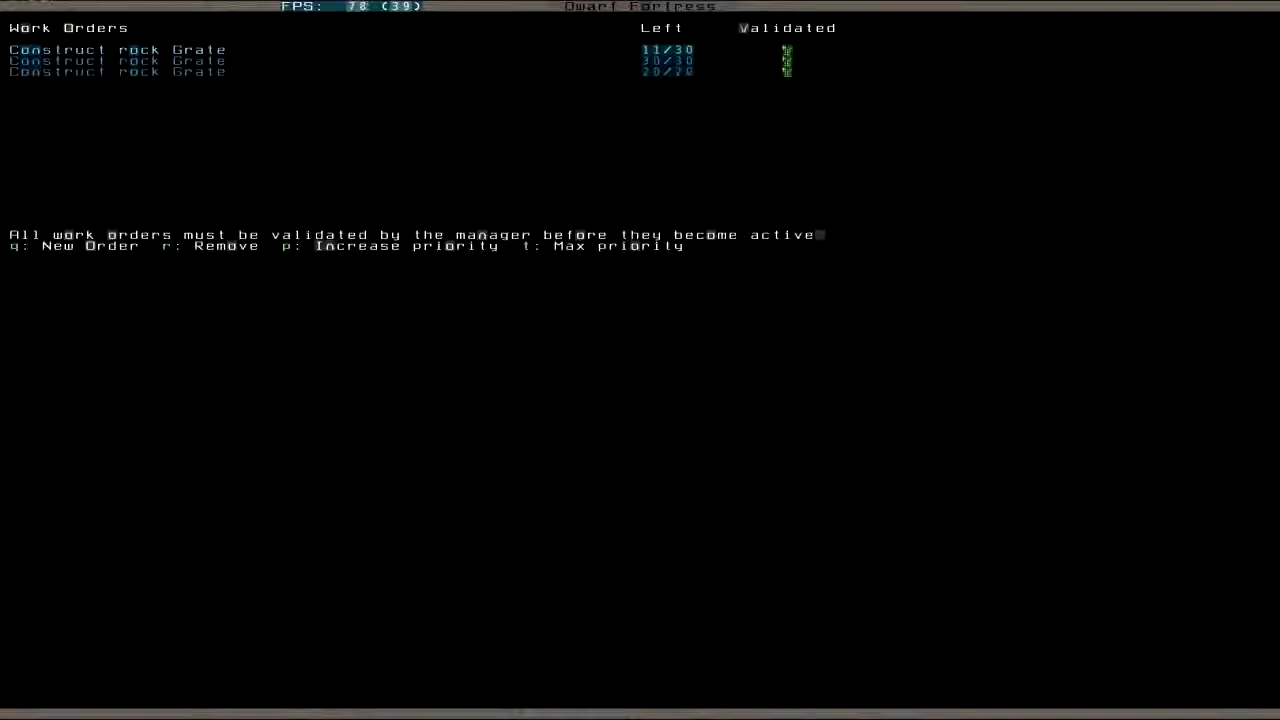 FPS: 78 (39) Dwarf Fortress
Work Orders Left Validated
Construct rock Grate 11/30
Construct rock Grate 30/30
Construct rock Grate 20/20
All work orders must be validated by the manager before they become active
q: New Order r: Remove p: Increase priority t: Max priority